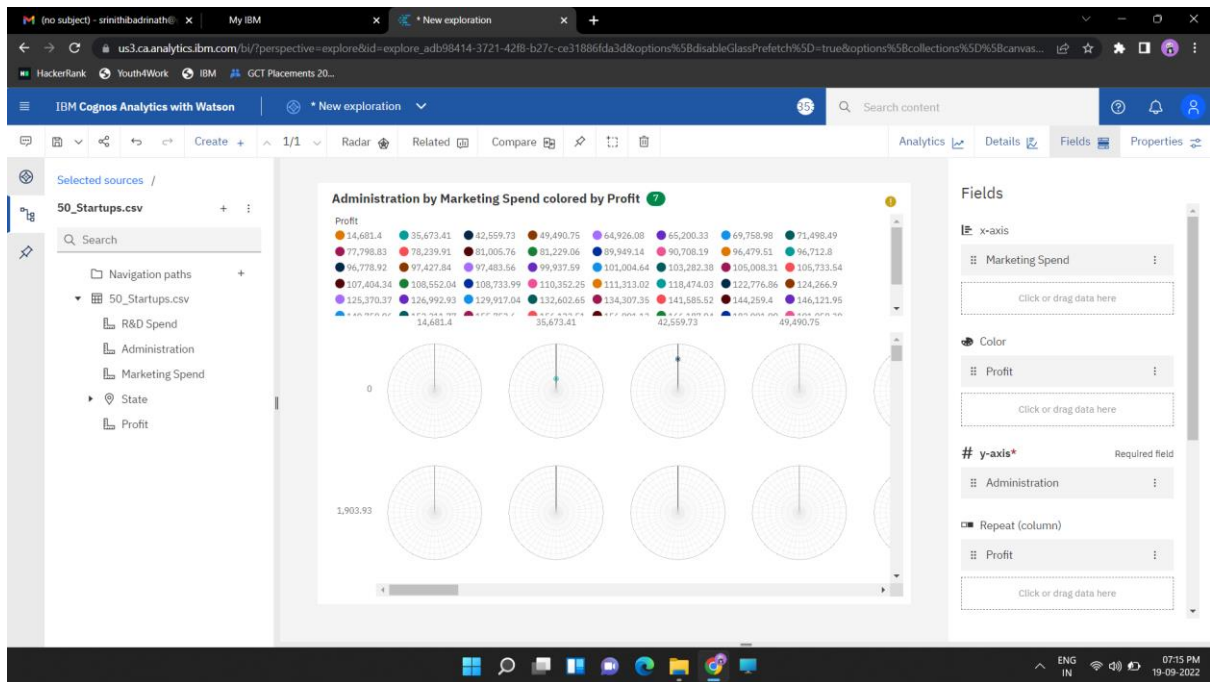 (no subject) - srinithibadrinath@
My IBM
* New exploration
us3.ca.analytics.ibm.com/bi/?perspective=explore&id=explore_adb98414-3721-42f8-b27c-ce31886fda3d&options%5BdisableGlassPrefetch%5D=true&options%5Bcollections%5D%5Bcanvas...
HackerRank Youth4Work IBM GCT Placements 20...
IBM Cognos Analytics with Watson
* New exploration
Search content
Create + 1/1 Radar Related Compare
Analytics Details Fields Properties
Selected sources /
50_Startups.csv
Search
Navigation paths
50_Startups.csv
R&D Spend
Administration
Marketing Spend
State
Profit
Administration by Marketing Spend colored by Profit 7
Profit
14,681.4 35,673.41 42,559.73 49,490.75 64,926.08 65,200.33 69,758.98 71,498.49
77,798.83 78,239.91 81,005.76 81,229.06 89,949.14 90,708.19 96,479.51 96,712.8
96,778.92 97,427.84 97,483.56 99,937.59 101,004.64 103,282.38 105,008.31 105,733.54
107,404.34 108,552.04 108,733.99 110,352.25 111,313.02 118,474.03 122,776.86 124,266.9
125,370.37 126,992.93 129,917.04 132,602.65 134,307.35 141,585.52 144,259.4 146,121.95
14,681.4 35,673.41 42,559.73 49,490.75
0
1,903.93
Fields
x-axis
Marketing Spend
Click or drag data here
Color
Profit
Click or drag data here
# y-axis* Required field
Administration
Repeat (column)
Profit
Click or drag data here
ENG
IN
07:15 PM
19-09-2022